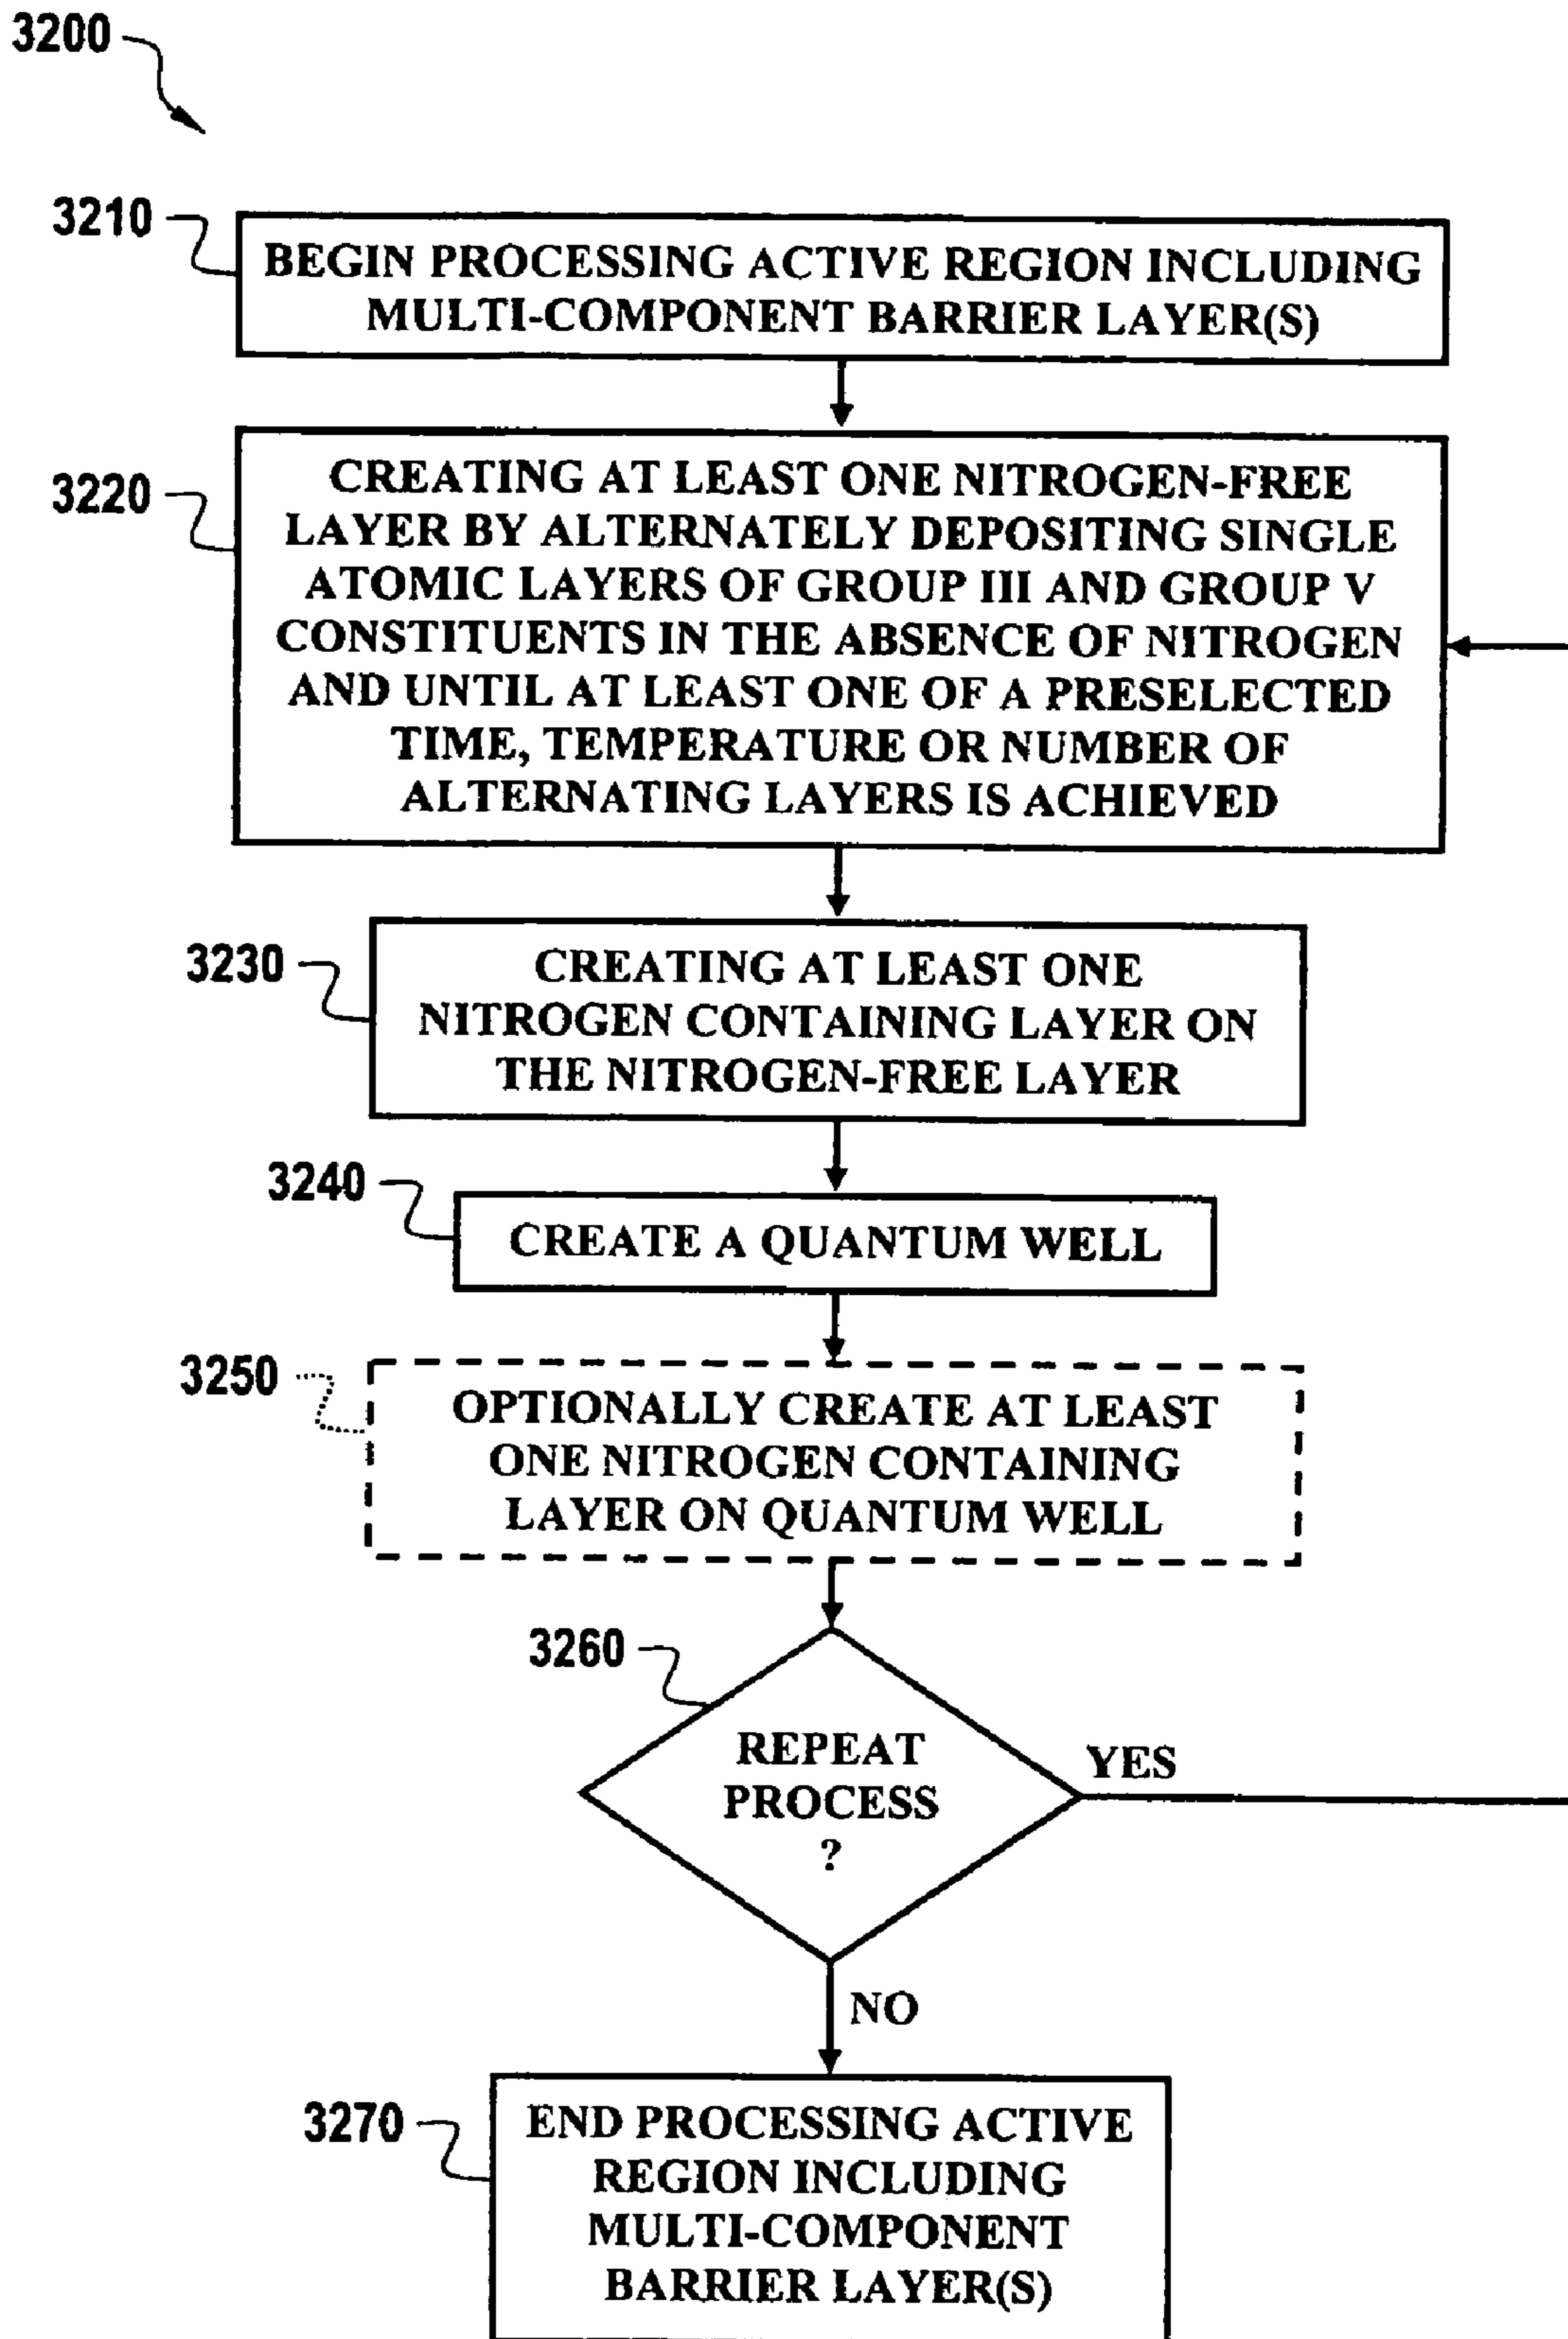 3200
3210
BEGIN PROCESSING ACTIVE REGION INCLUDING
MULTI-COMPONENT BARRIER LAYER(S)
3220
CREATING AT LEAST ONE NITROGEN-FREE
LAYER BY ALTERNATELY DEPOSITING SINGLE
ATOMIC LAYERS OF GROUP III AND GROUP V
CONSTITUENTS IN THE ABSENCE OF NITROGEN
AND UNTIL AT LEAST ONE OF A PRESELECTED
TIME, TEMPERATURE OR NUMBER OF
ALTERNATING LAYERS IS ACHIEVED
3230
CREATING AT LEAST ONE
NITROGEN CONTAINING LAYER ON
THE NITROGEN-FREE LAYER
3240
CREATE A QUANTUM WELL
3250
OPTIONALLY CREATE AT LEAST
ONE NITROGEN CONTAINING
LAYER ON QUANTUM WELL
3260
REPEAT
PROCESS
?
YES
NO
3270
END PROCESSING ACTIVE
REGION INCLUDING
MULTI-COMPONENT
BARRIER LAYER(S)